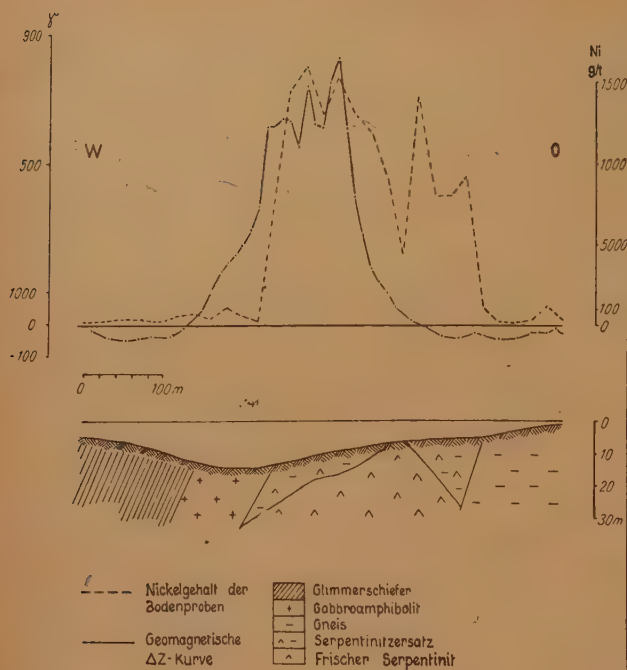 γ
900
500
1000
0
-100
W
O
Ni
g/t
1500
1000
5000
100
0
0 100m
0
10
20
30m
Nickelgehalt der
Bodenproben
Geomagnetische
ΔZ-Kurve
Glimmerschiefer
Gabbroamphibolit
Gneis
Serpentinitzersatz
Frischer Serpentinit